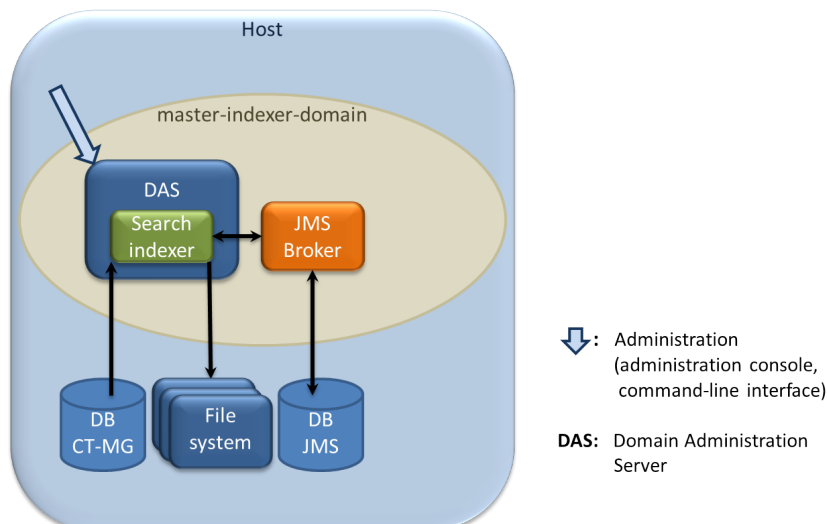 Host
master-indexer-domain
DAS
Search
indexer
JMS
Broker
DB
CT-MG
File
system
DB
JMS
: Administration
(administration console,
command-line interface)
DAS: Domain Administration
Server